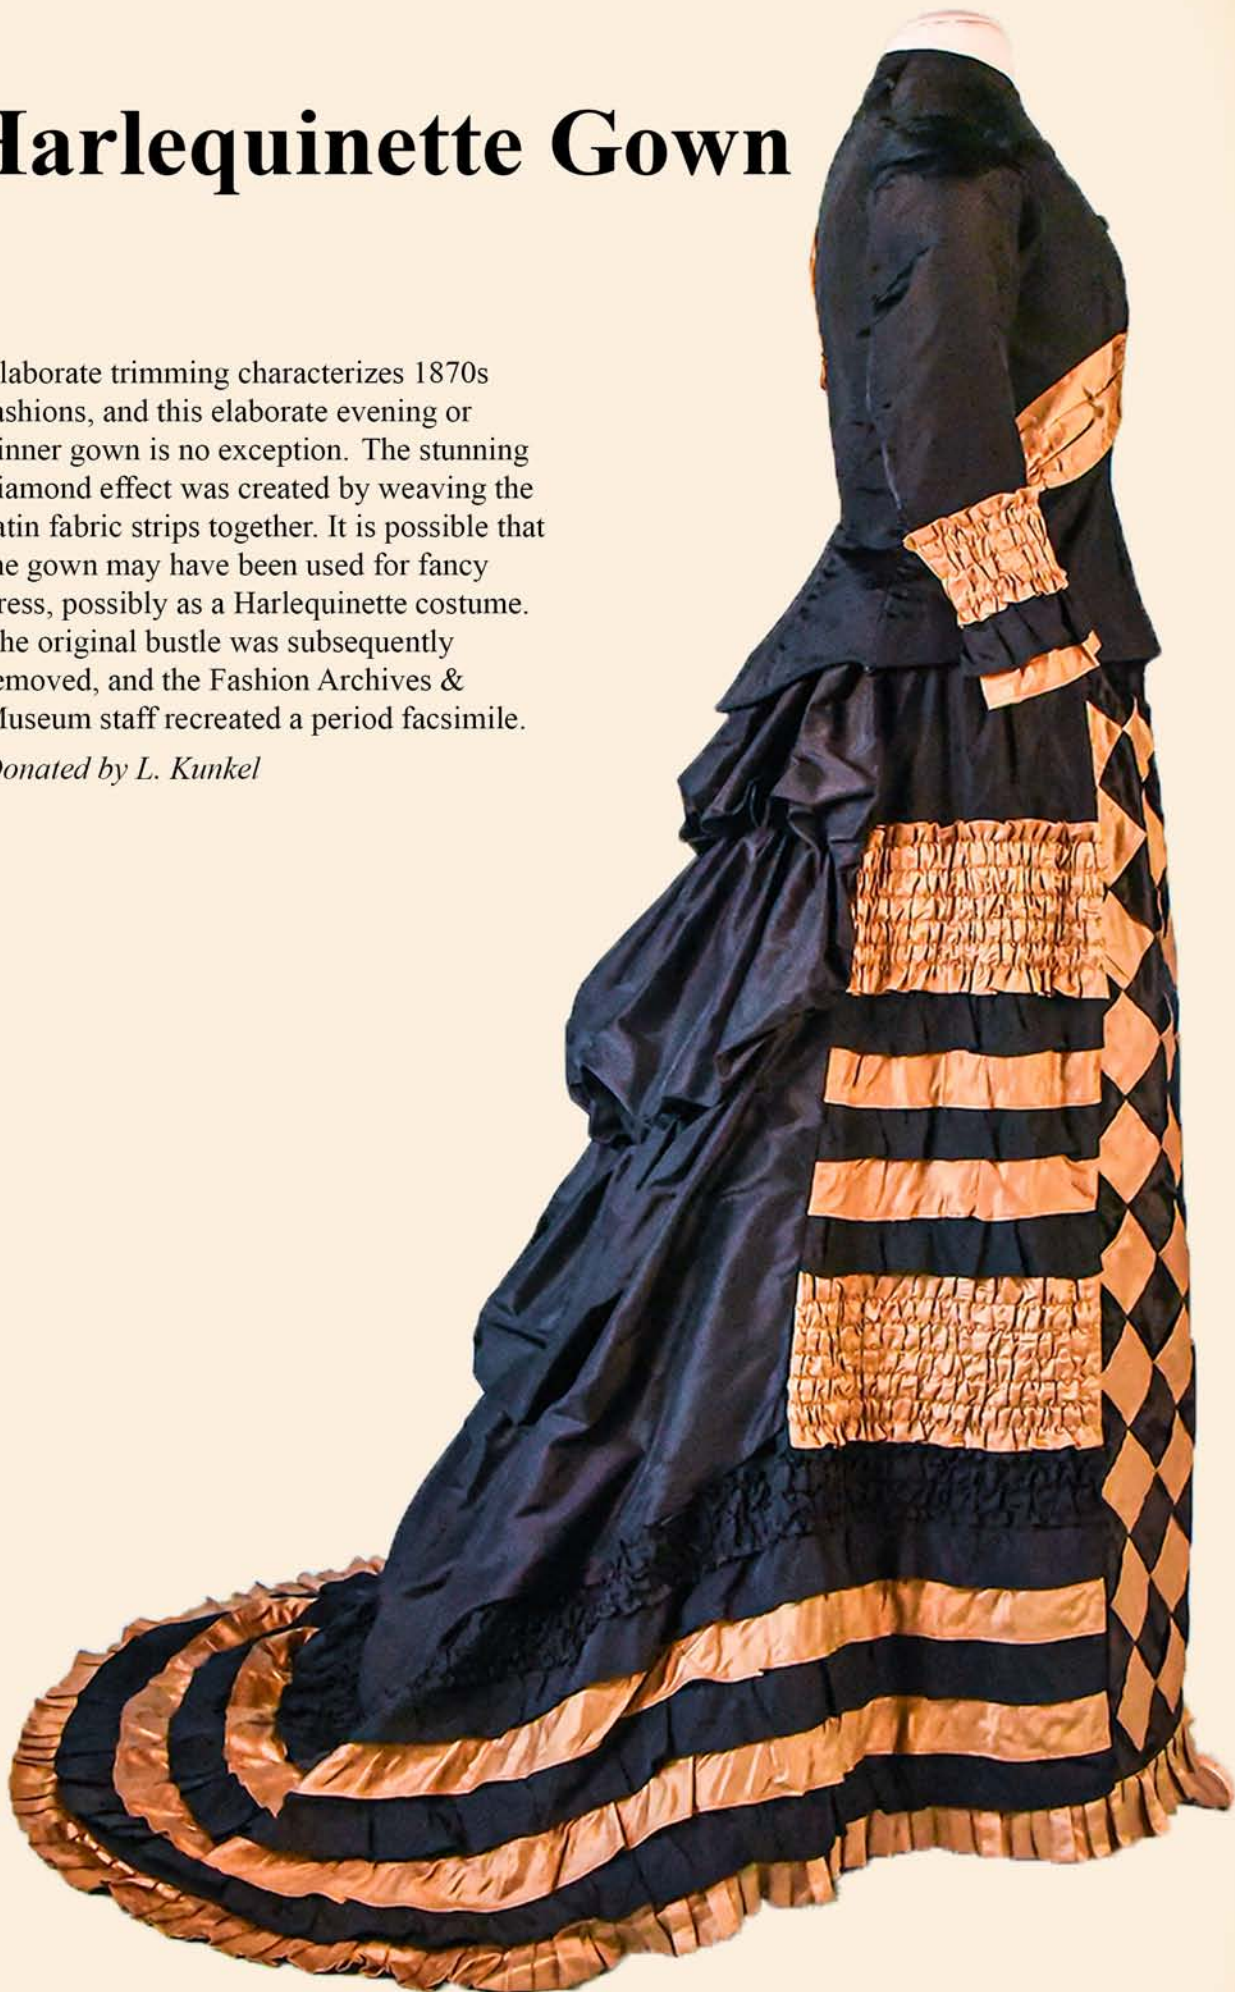 Harlequinette Gown
laborate trimming characterizes 1870s
ashions, and this elaborate evening or
inner gown is no exception. The stunning
iamond effect was created by weaving the
atin fabric strips together. It is possible that
he gown may have been used for fancy
ress, possibly as a Harlequinette costume.
he original bustle was subsequently
emoved, and the Fashion Archives &
Museum staff recreated a period facsimile.
Donated by L. Kunkel